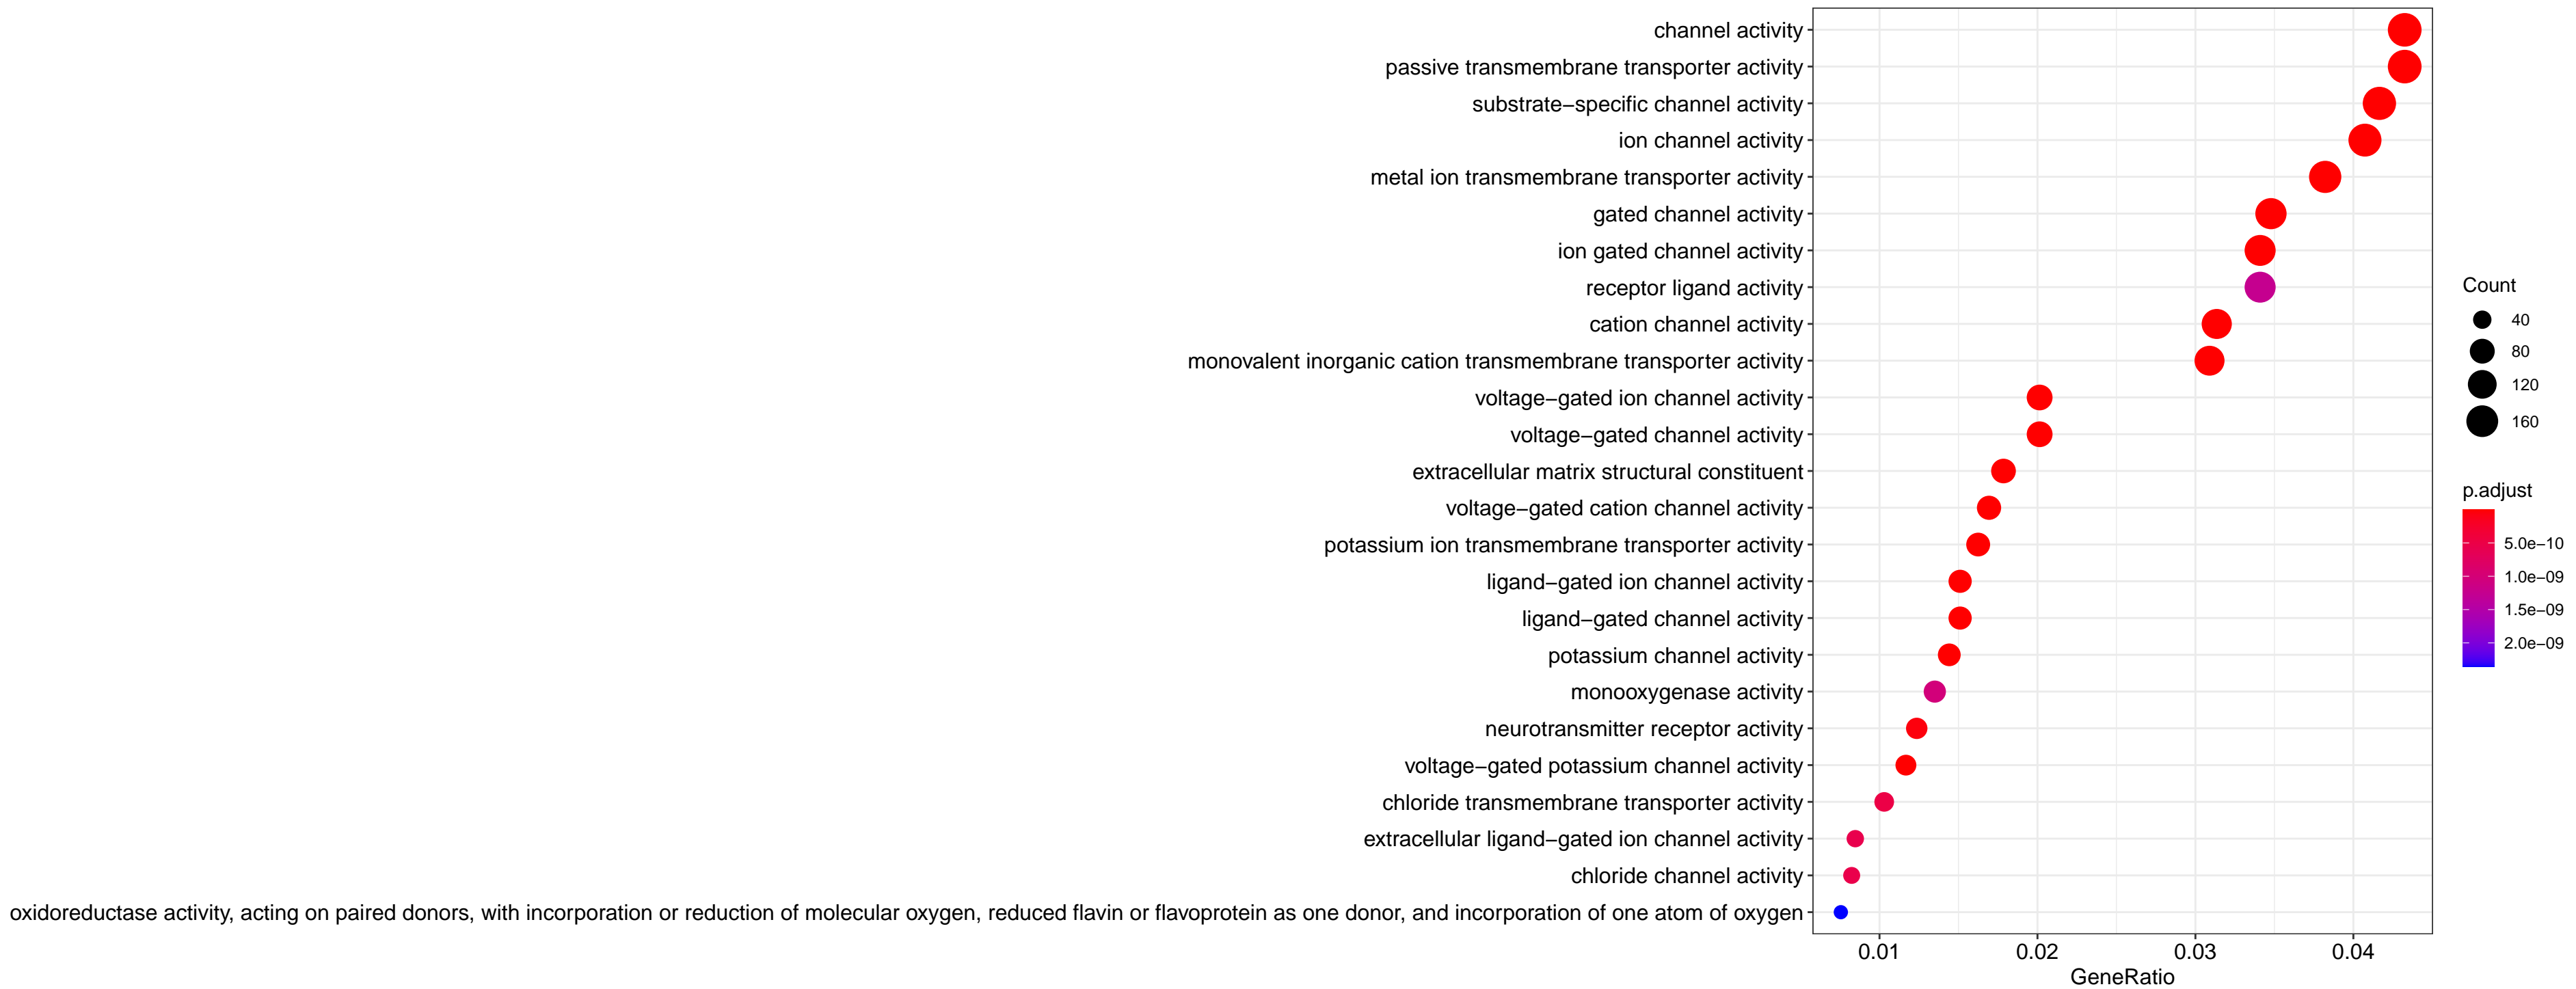 channel activity
passive transmembrane transporter activity
substrate−specific channel activity
ion channel activity
metal ion transmembrane transporter activity
gated channel activity
ion gated channel activity
receptor ligand activity
cation channel activity
monovalent inorganic cation transmembrane transporter activity
voltage−gated ion channel activity
voltage−gated channel activity
extracellular matrix structural constituent
voltage−gated cation channel activity
potassium ion transmembrane transporter activity
ligand−gated ion channel activity
ligand−gated channel activity
potassium channel activity
monooxygenase activity
neurotransmitter receptor activity
voltage−gated potassium channel activity
chloride transmembrane transporter activity
extracellular ligand−gated ion channel activity
chloride channel activity
oxidoreductase activity, acting on paired donors, with incorporation or reduction of molecular oxygen, reduced flavin or flavoprotein as one donor, and incorporation of one atom of oxygen
0.01 0.02 0.03 0.04
GeneRatio
Count
40
80
120
160
p.adjust
5.0e−10
1.0e−09
1.5e−09
2.0e−09